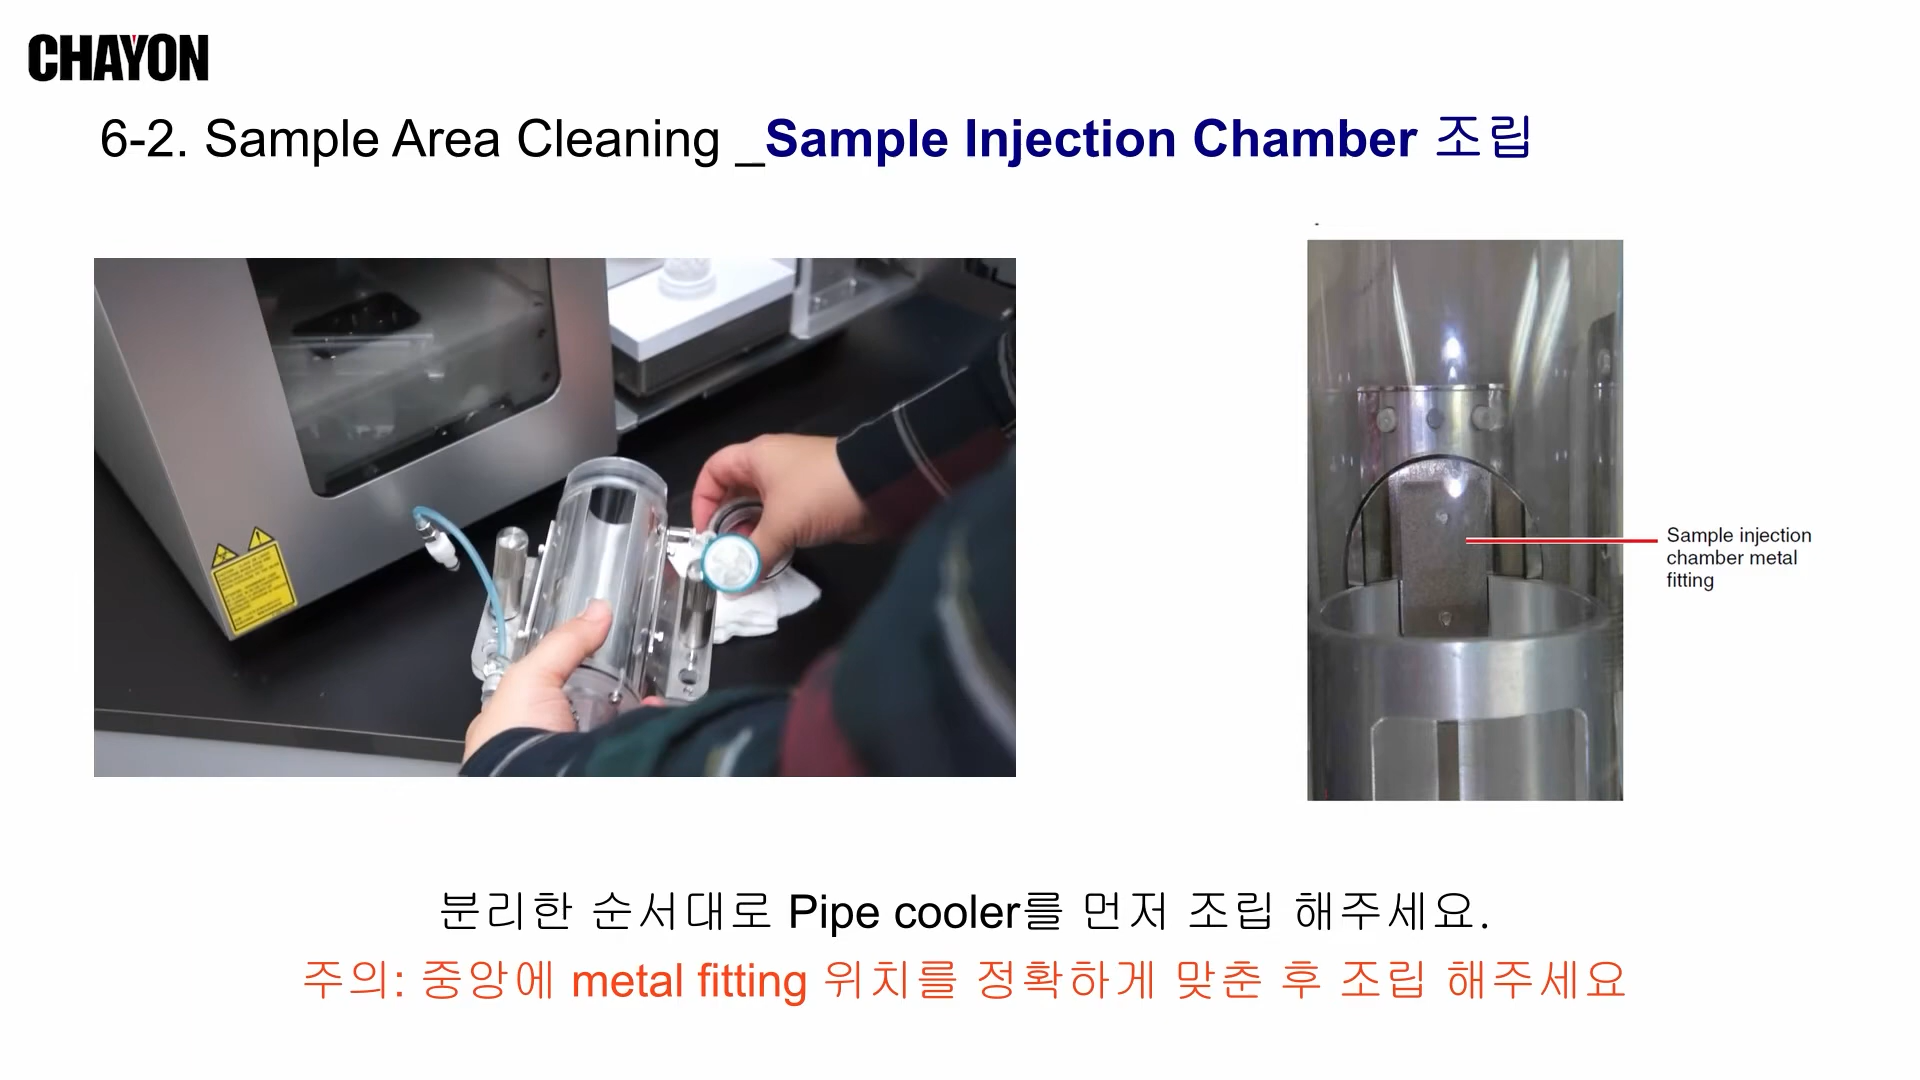 CHAYON
6-2. Sample Area Cleaning _Sample Injection Chamber 조립
Sample injection
chamber metal
fitting
분리한 순서대로 Pipe cooler를 먼저 조립 해주세요.
주의: 중앙에 metal fitting 위치를 정확하게 맞춘 후 조립 해주세요